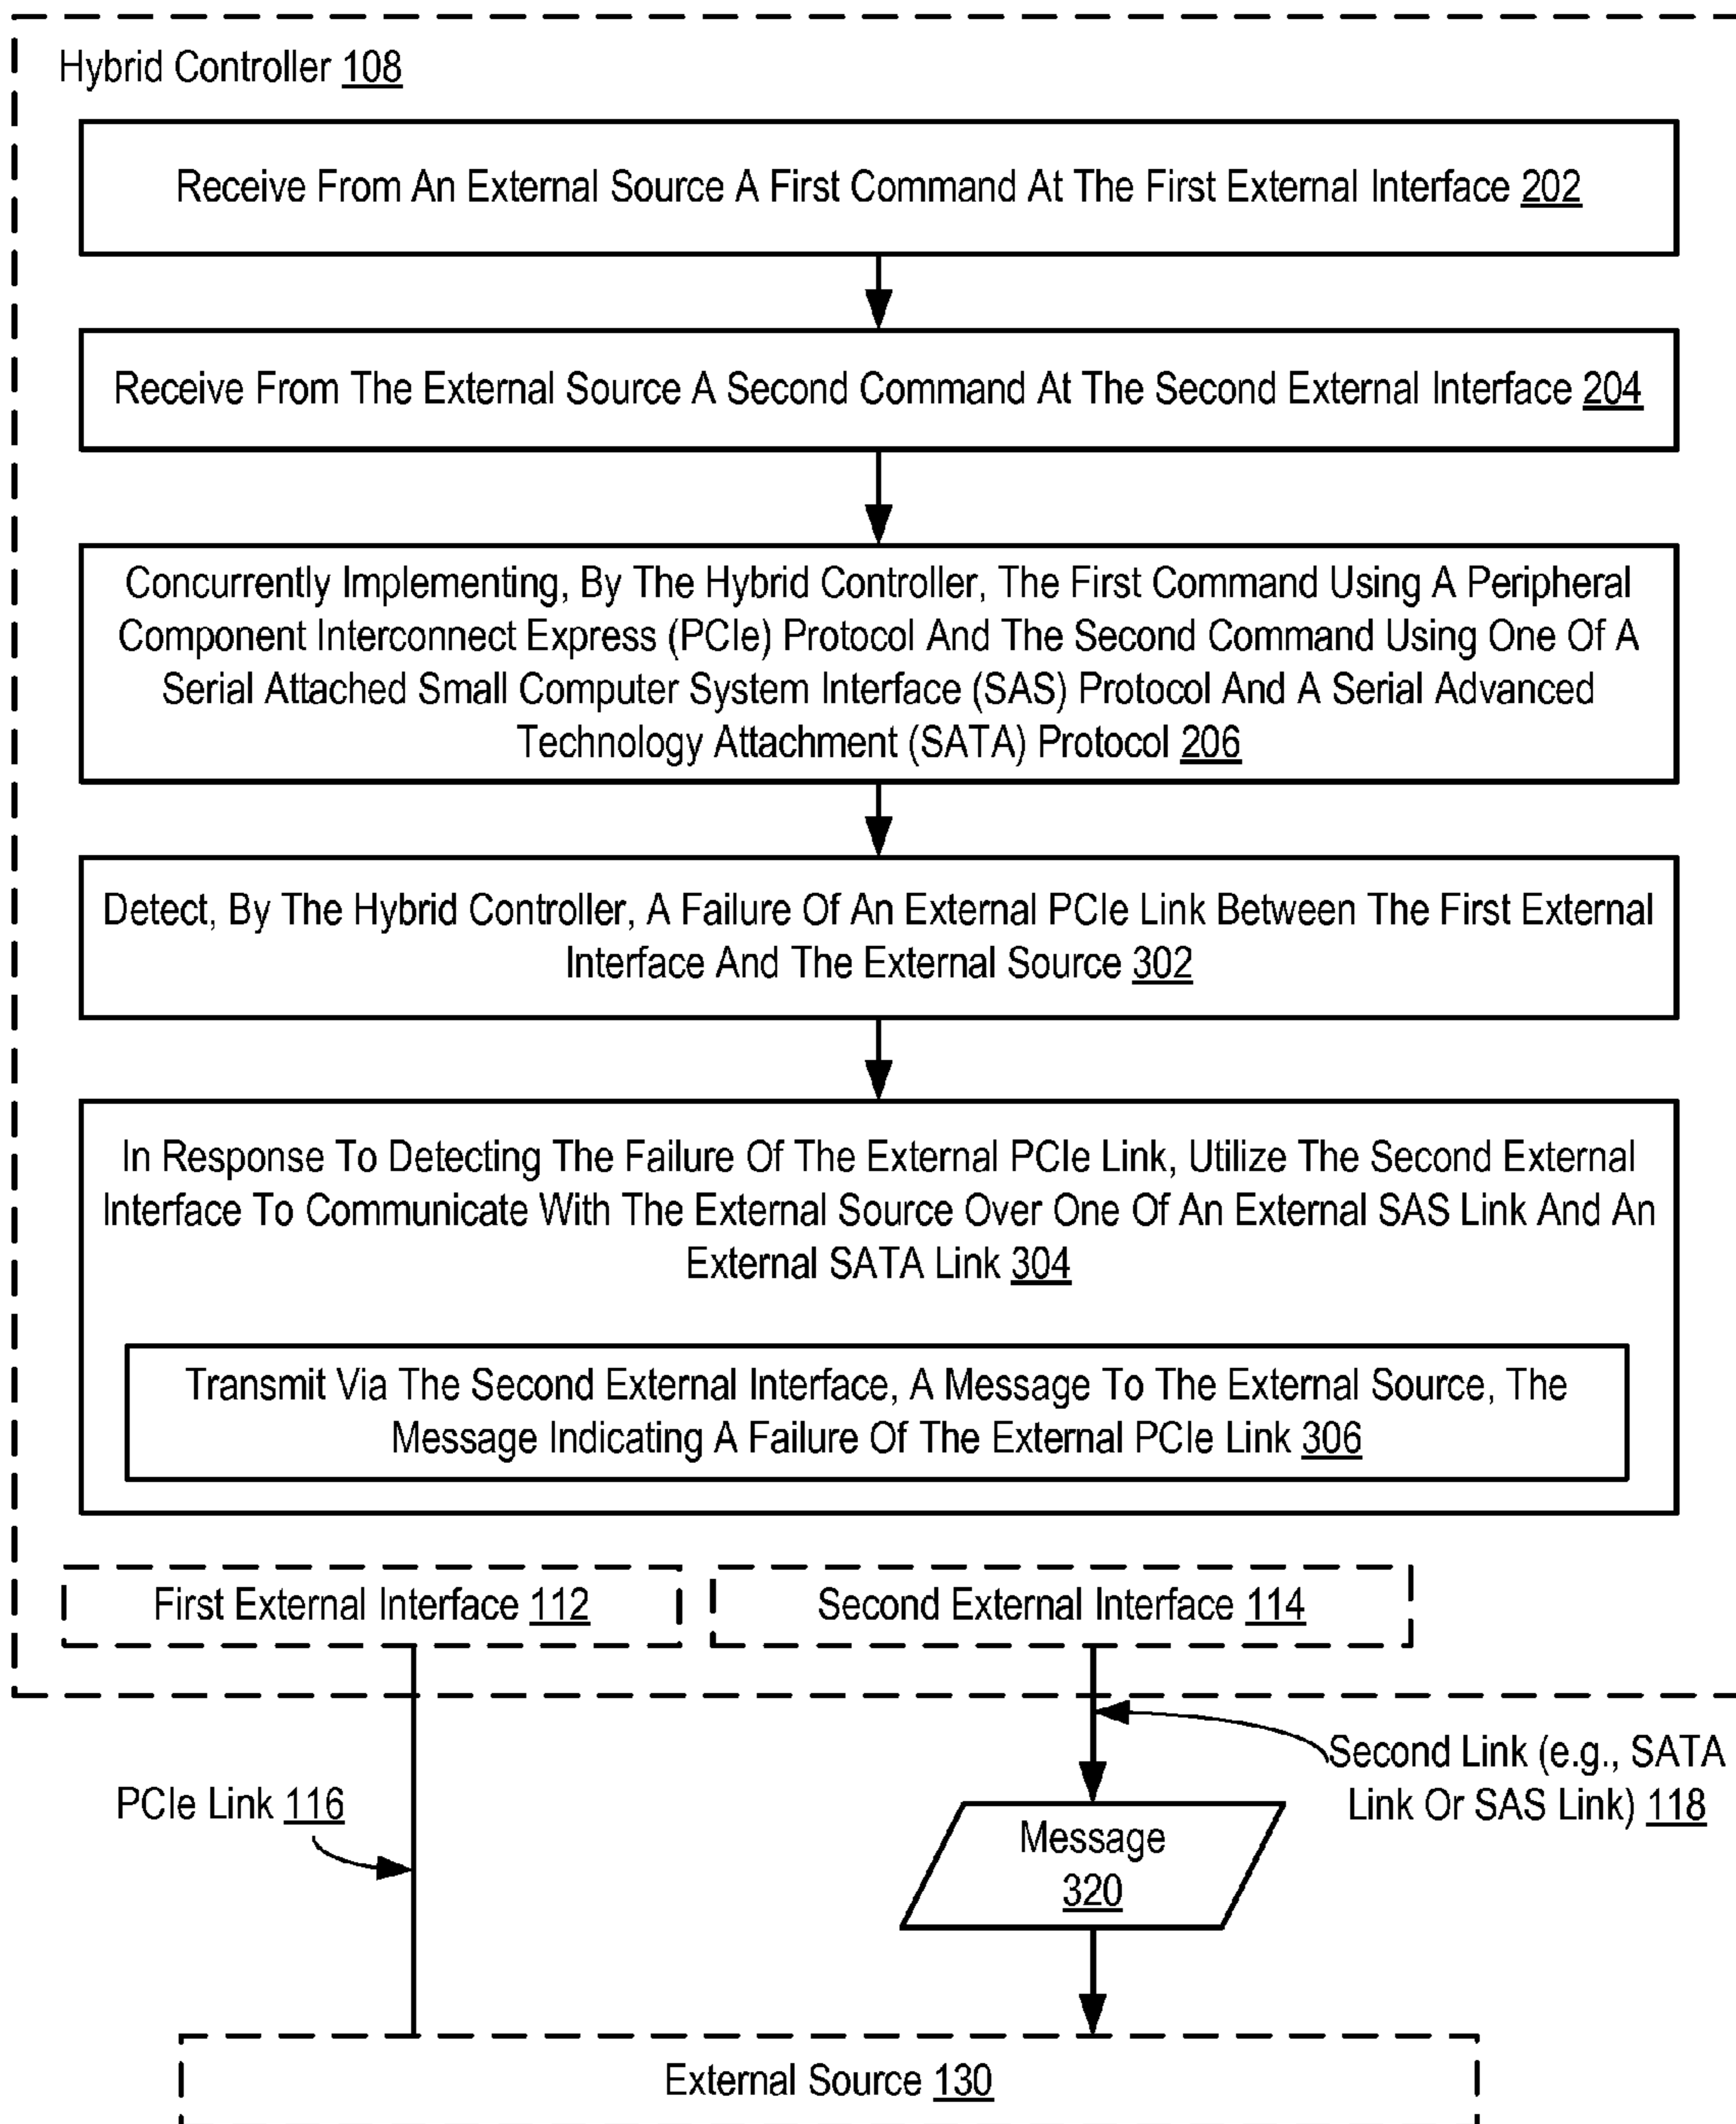 Hybrid Controller 108
Receive From An External Source A First Command At The First External Interface 202
Receive From The External Source A Second Command At The Second External Interface 204
Concurrently Implementing, By The Hybrid Controller, The First Command Using A Peripheral
Component Interconnect Express (PCIe) Protocol And The Second Command Using One Of A
Serial Attached Small Computer System Interface (SAS) Protocol And A Serial Advanced
Technology Attachment (SATA) Protocol 206
Detect, By The Hybrid Controller, A Failure Of An External PCIe Link Between The First External
Interface And The External Source 302
In Response To Detecting The Failure Of The External PCIe Link, Utilize The Second External
Interface To Communicate With The External Source Over One Of An External SAS Link And An
External SATA Link 304
Transmit Via The Second External Interface, A Message To The External Source, The
Message Indicating A Failure Of The External PCIe Link 306
First External Interface 112
Second External Interface 114
Second Link (e.g., SATA
Link Or SAS Link) 118
PCIe Link 116
Message
320
External Source 130